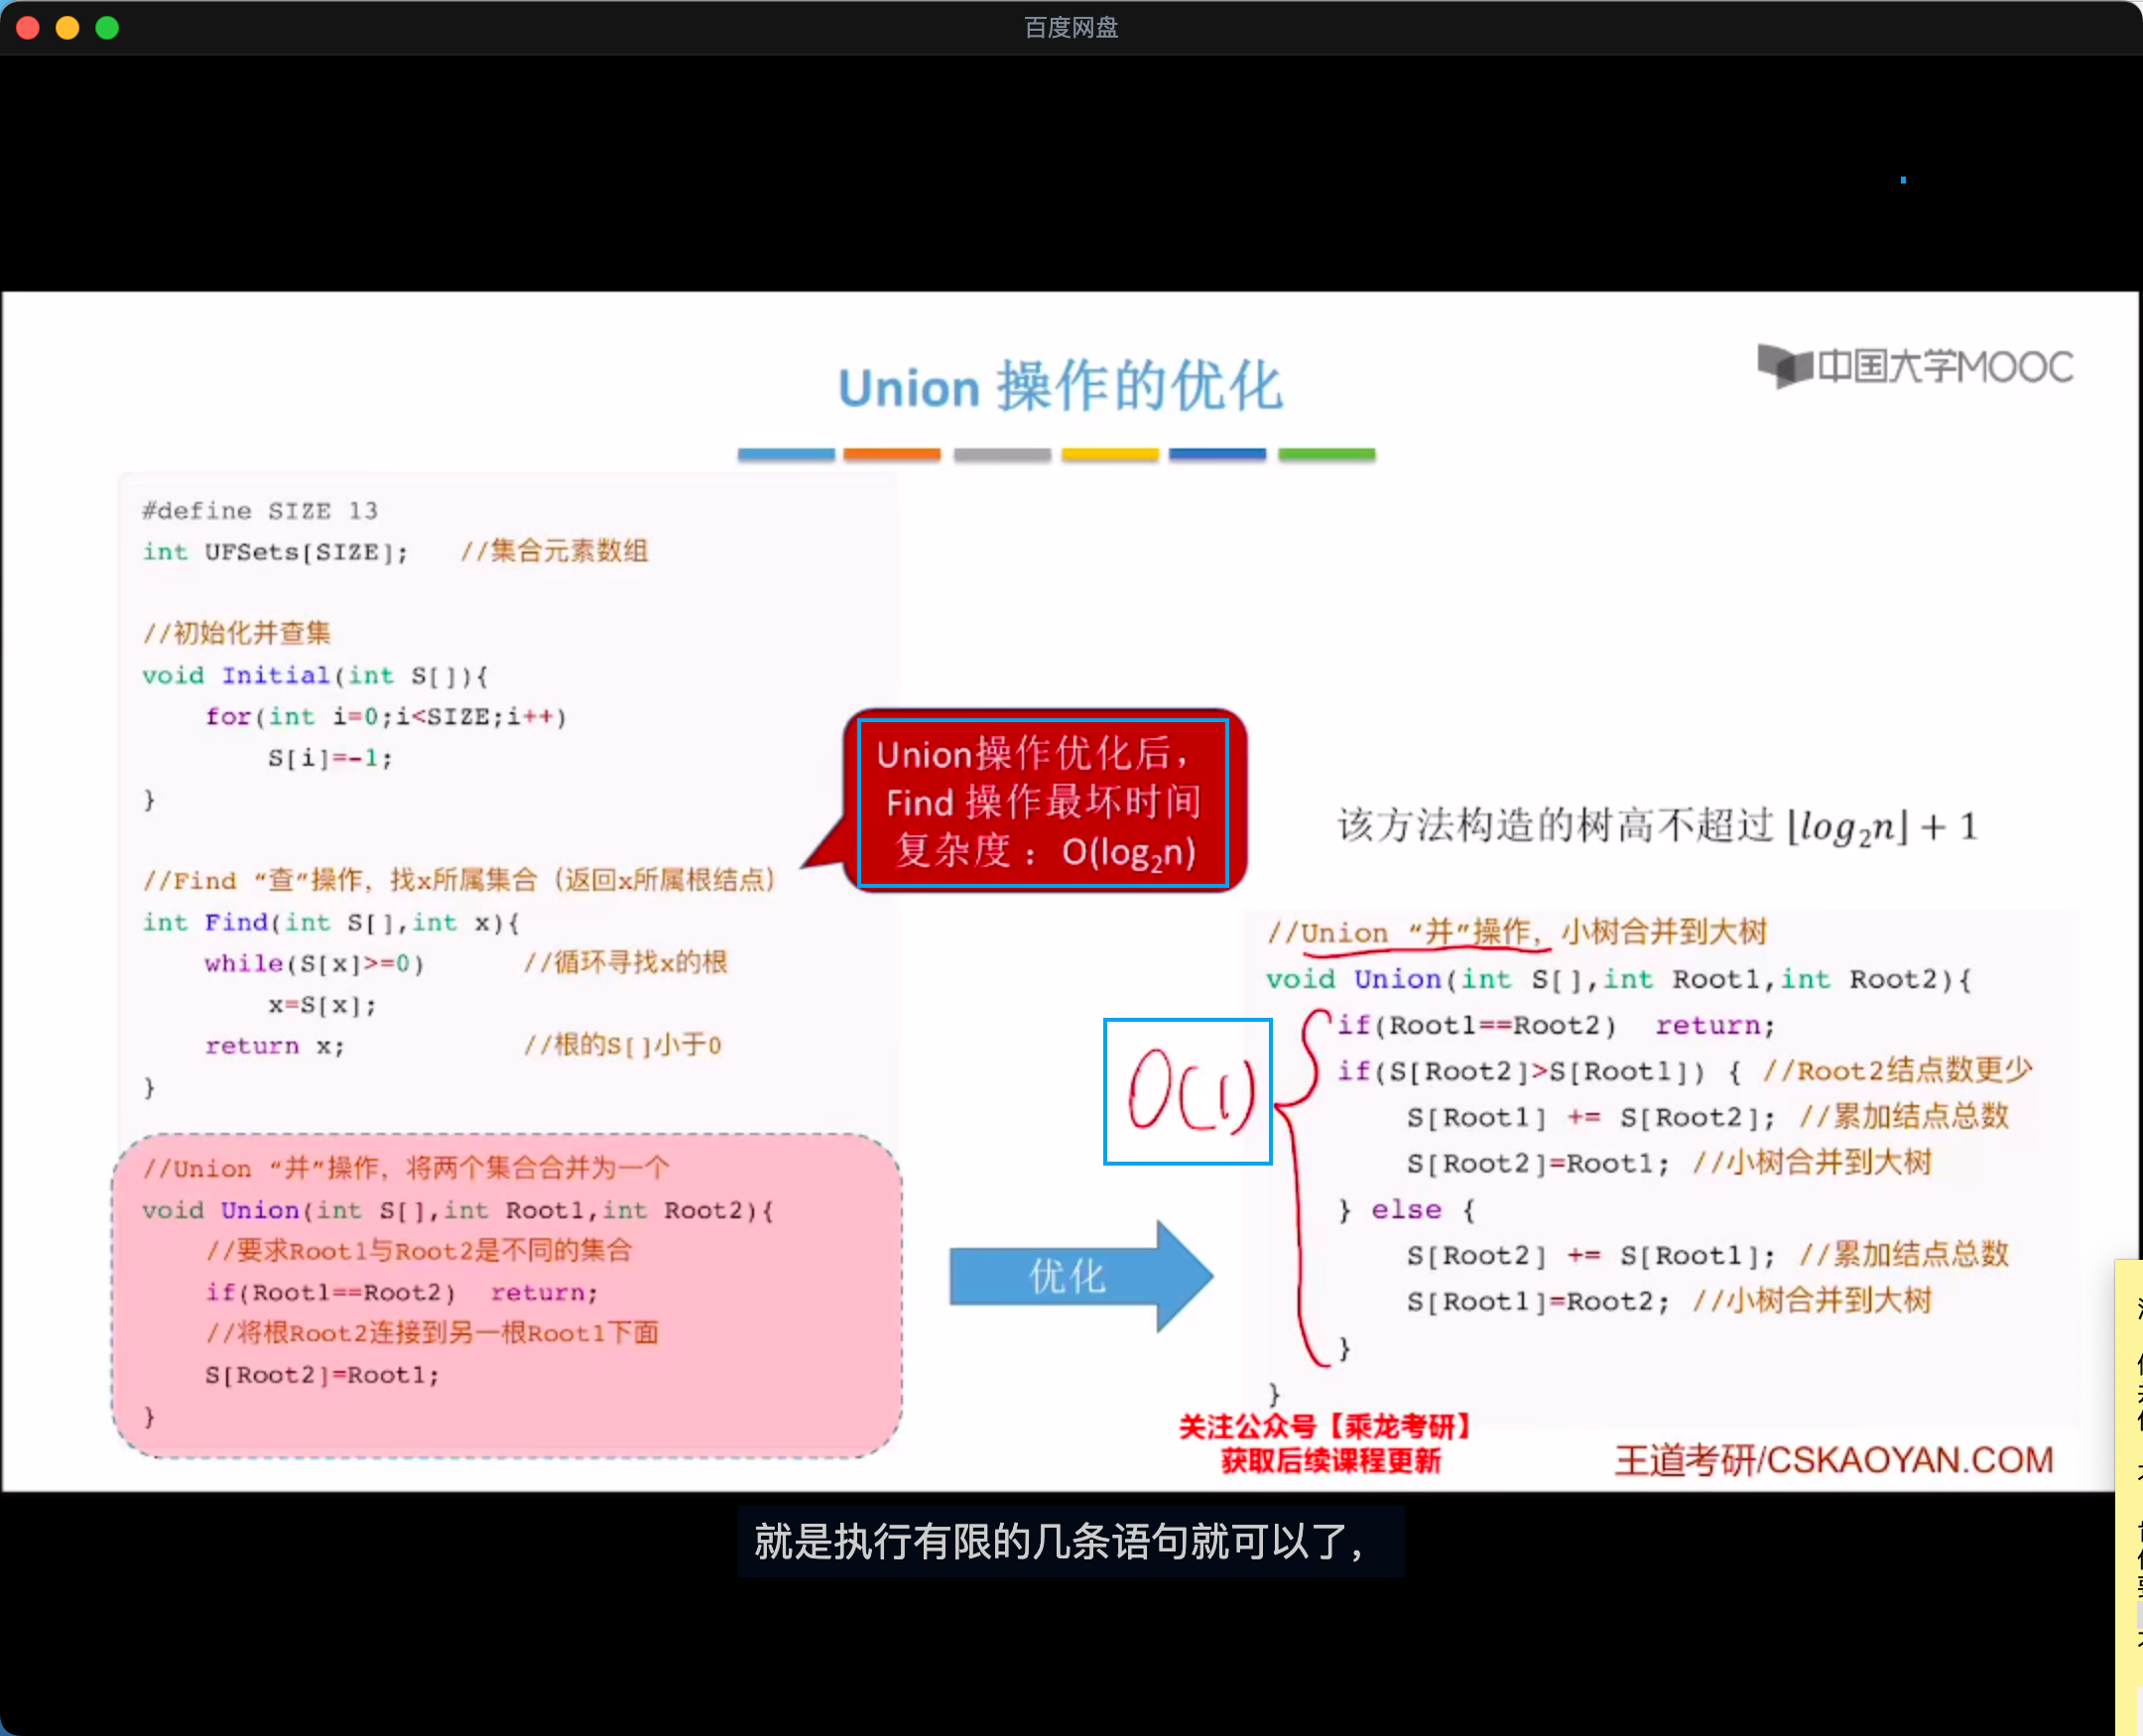 百度网盘
Union 操作的优化
中国大学MOOC
#define SIZE 13
int UFSets[SIZE];   //集合元素数组
//初始化并查集
void Initial(int S[]){
    for(int i=0;i<SIZE;i++)
        S[i]=-1;
}
//Find “查”操作，找x所属集合（返回x所属根结点）
int Find(int S[],int x){
    while(S[x]>=0)      //循环寻找x的根
        x=S[x];
    return x;           //根的S[]小于0
}
//Union “并”操作，将两个集合合并为一个
void Union(int S[],int Root1,int Root2){
    //要求Root1与Root2是不同的集合
    if(Root1==Root2)  return;
    //将根Root2连接到另一根Root1下面
    S[Root2]=Root1;
}
Union操作优化后，
Find 操作最坏时间
复杂度： O(log₂n)
优化
该方法构造的树高不超过 ⌊log₂n⌋ + 1
//Union “并”操作，小树合并到大树
void Union(int S[],int Root1,int Root2){
    if(Root1==Root2)  return;
    if(S[Root2]>S[Root1]) { //Root2结点数更少
        S[Root1] += S[Root2]; //累加结点总数
        S[Root2]=Root1; //小树合并到大树
    } else {
        S[Root2] += S[Root1]; //累加结点总数
        S[Root1]=Root2; //小树合并到大树
    }
}
O(1)
关注公众号【乘龙考研】
获取后续课程更新
王道考研/CSKAOYAN.COM
就是执行有限的几条语句就可以了，